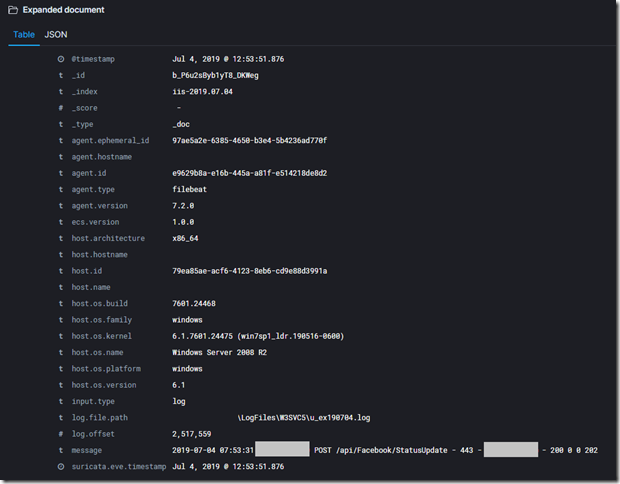 Expanded document
Table JSON
@timestamp Jul 4, 2019 @ 12:53:51.876
t _id b_P6u2sByb1yT8_DKWeg
t _index iis-2019.07.04
# _score -
t _type _doc
t agent.ephemeral_id 97ae5a2e-6385-4650-b3e4-5b4236ad770f
t agent.hostname
t agent.id e9629b8a-e16b-445a-a81f-e514218de8d2
t agent.type filebeat
t agent.version 7.2.0
t ecs.version 1.0.0
t host.architecture x86_64
t host.hostname
t host.id 79ea85ae-acf6-4123-8eb6-cd9e88d3991a
t host.name
t host.os.build 7601.24468
t host.os.family windows
t host.os.kernel 6.1.7601.24475 (win7sp1_ldr.190516-0600)
t host.os.name Windows Server 2008 R2
t host.os.platform windows
t host.os.version 6.1
t input.type log
t log.file.path \LogFiles\W3SVC5\u_ex190704.log
# log.offset 2,517,559
t message 2019-07-04 07:53:31 POST /api/Facebook/StatusUpdate - 443 - - 200 0 0 202
suricata.eve.timestamp Jul 4, 2019 @ 12:53:51.876